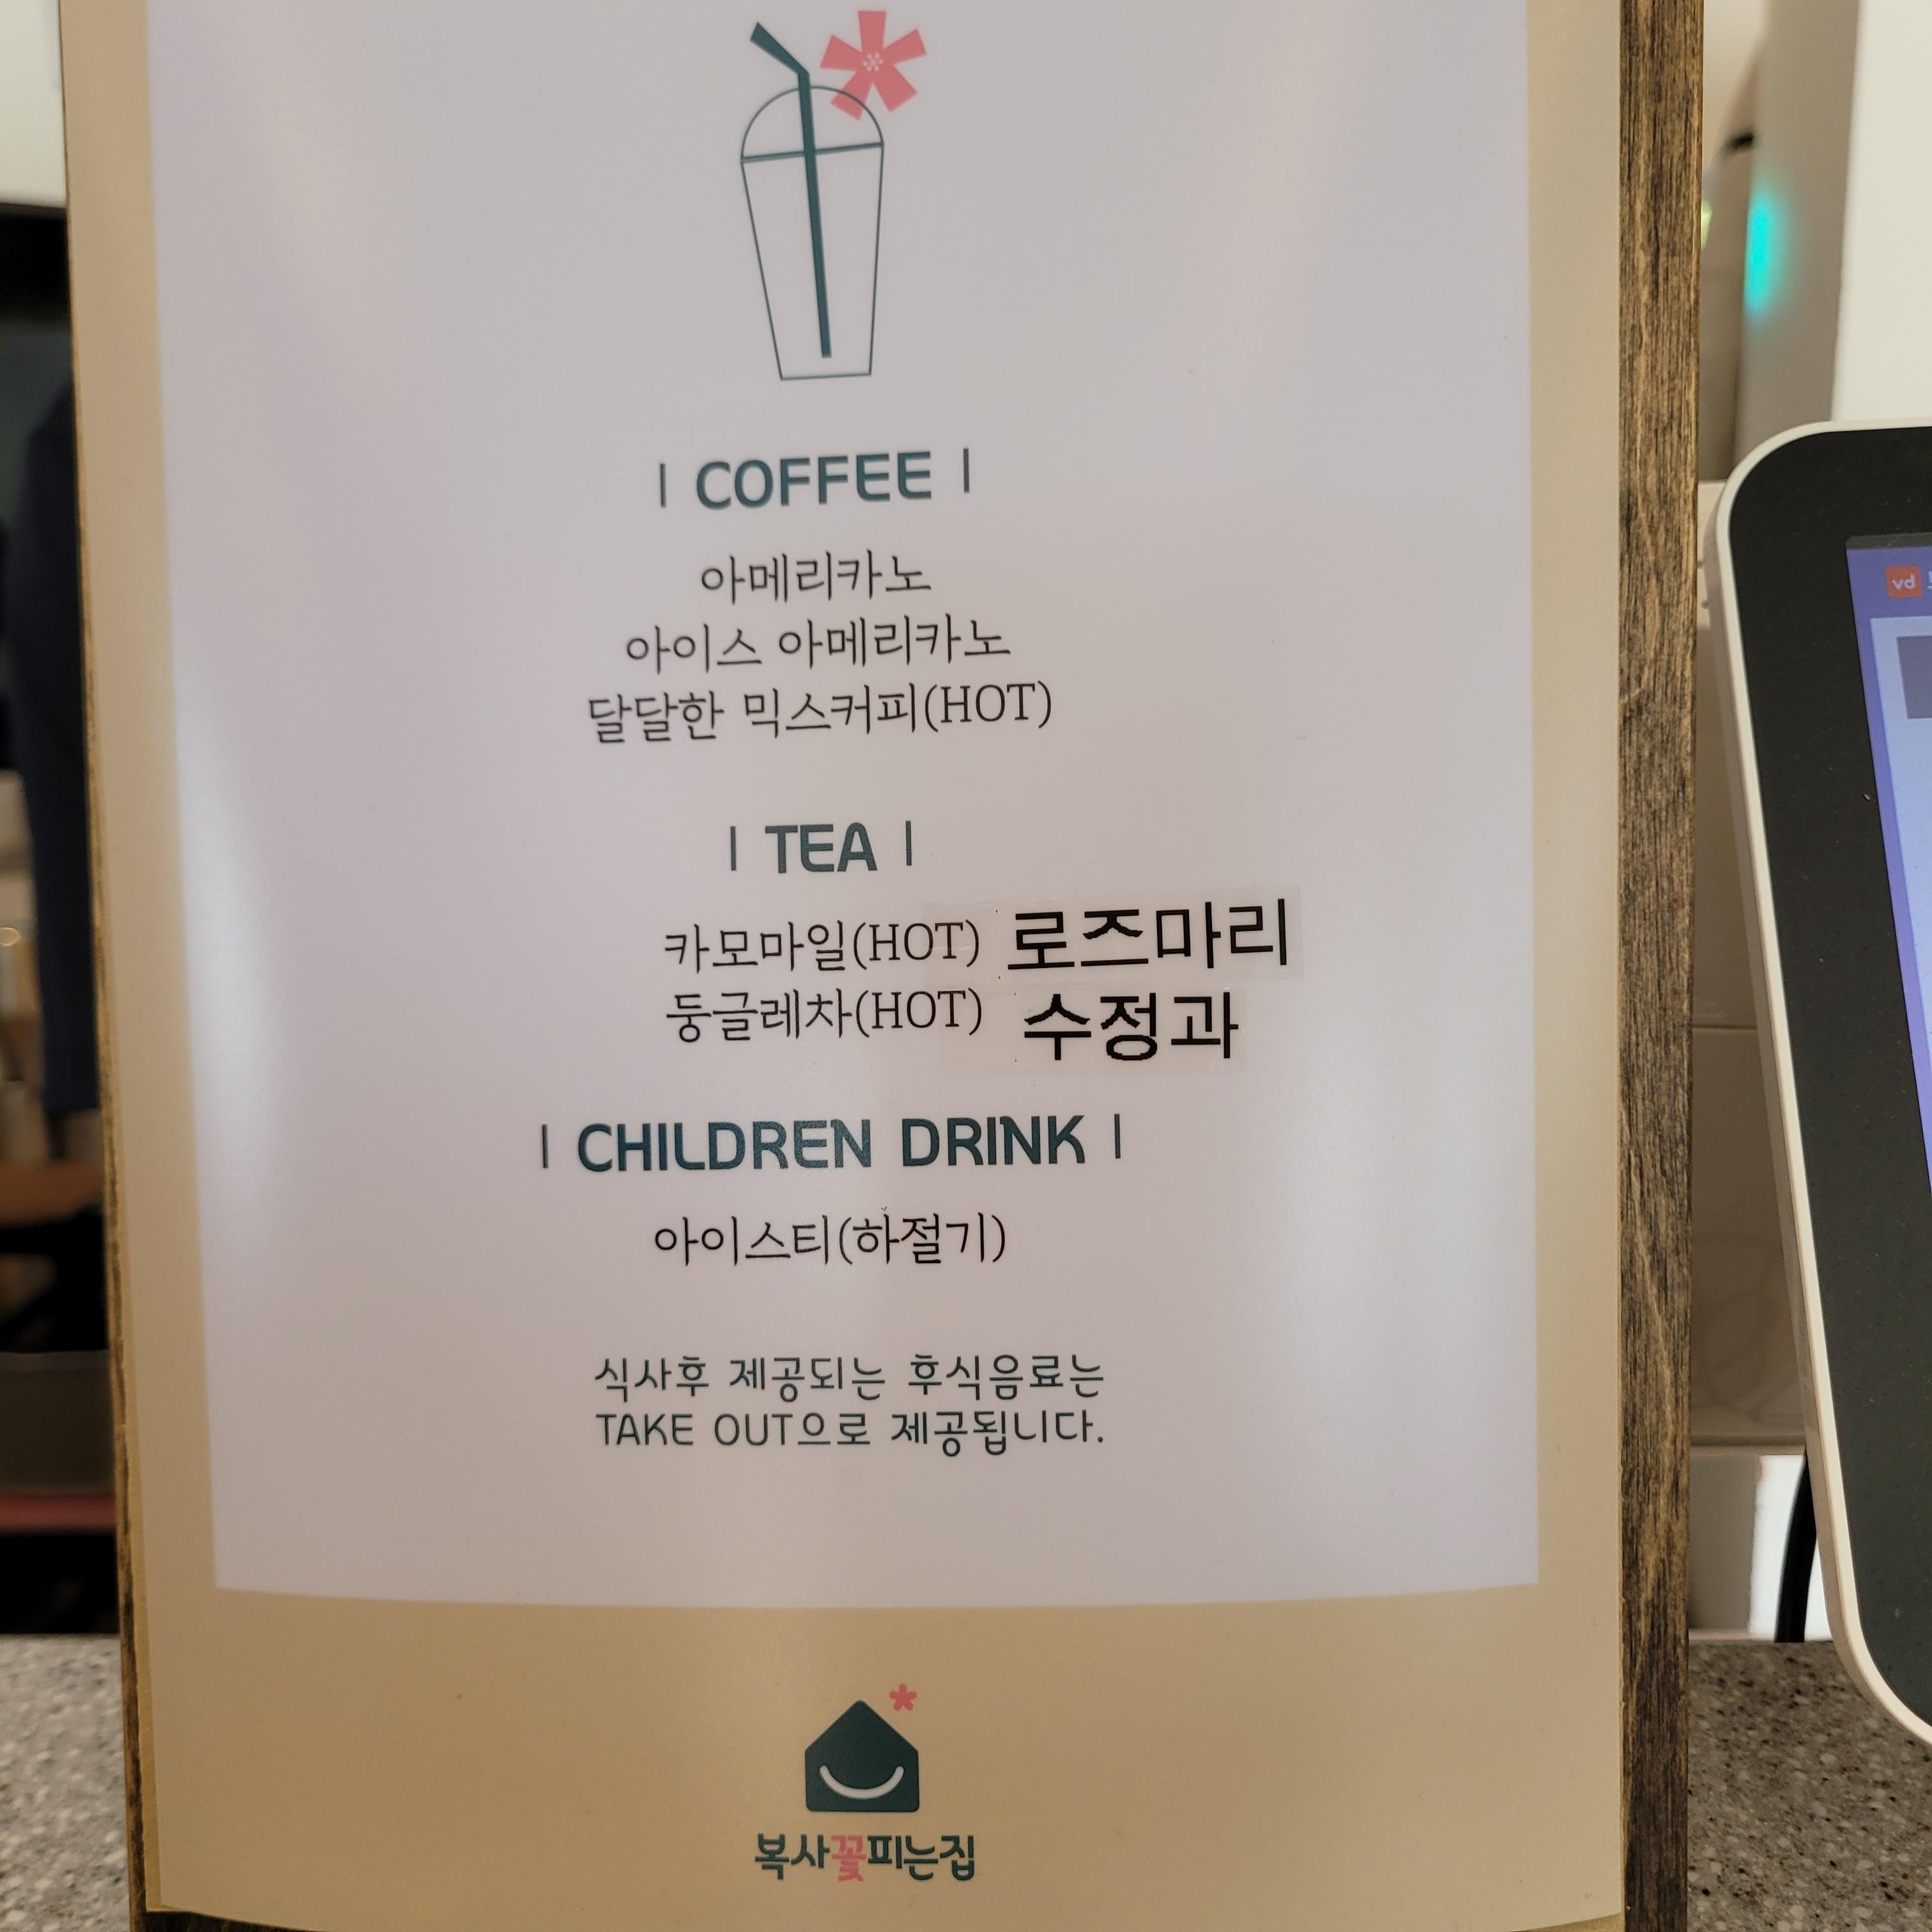 | COFFEE |
아메리카노
아이스 아메리카노
달달한 믹스커피(HOT)
| TEA |
카모마일(HOT) 로즈마리
둥글레차(HOT) 수정과
| CHILDREN DRINK |
아이스티(하절기)
식사후 제공되는 후식음료는
TAKE OUT으로 제공됩니다.
복사꽃피는집
vd